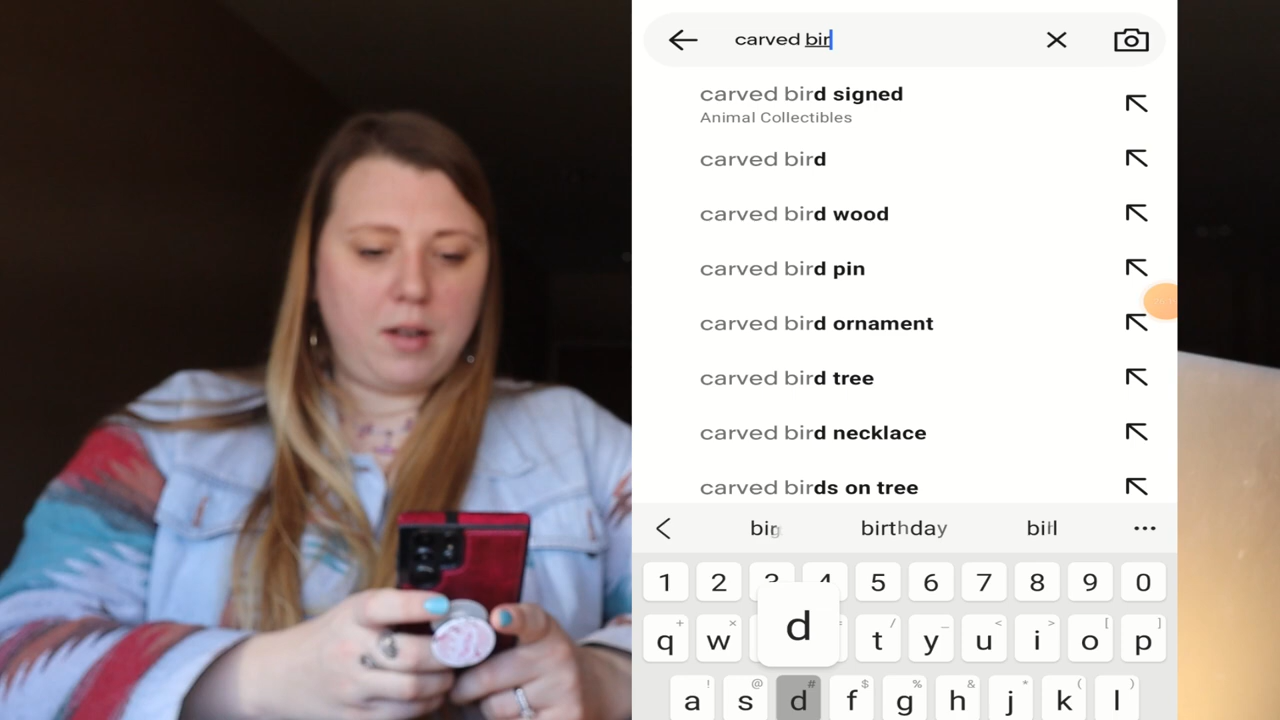 carved bir
carved bird signed
Animal Collectibles
carved bird
carved bird wood
carved bird pin
carved bird ornament
carved bird tree
carved bird necklace
carved birds on tree
birthday
bill
1 2 3 4 5 6 7 8 9 0
+ × / _ < > [ ]
q w d t y u i o p
! @ # $ % & * ( )
a s d f g h j k l